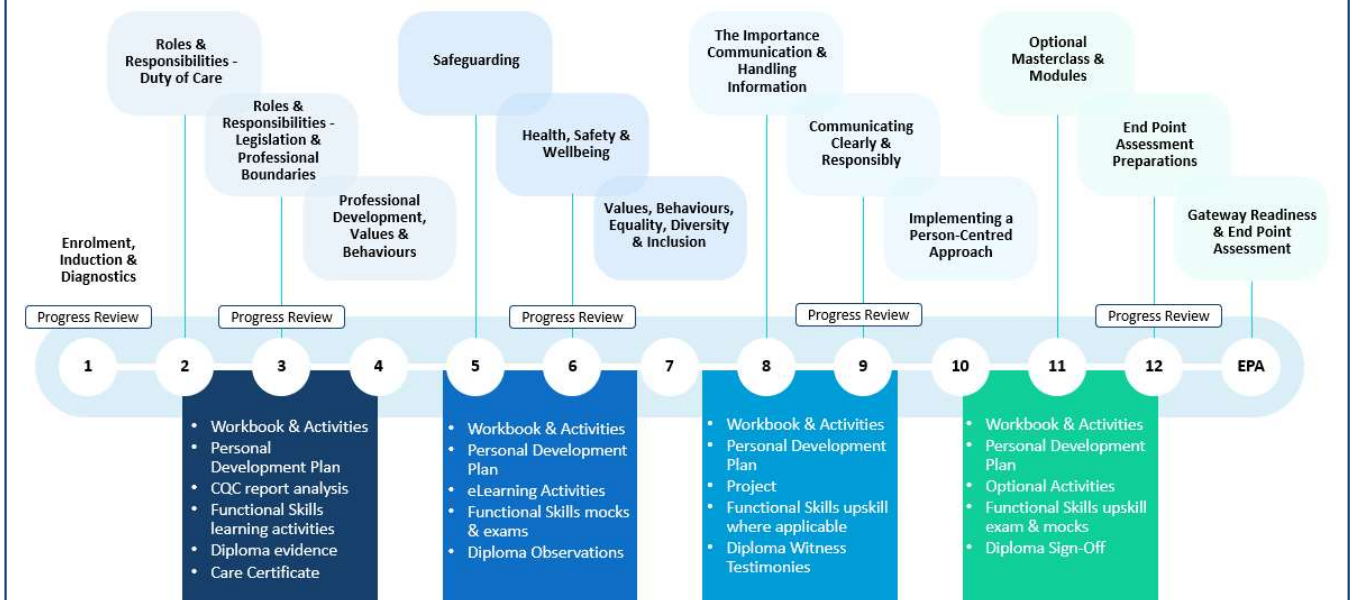 Roles &
Responsibilities -
Duty of Care
Roles &
Responsibilities -
Legislation &
Professional
Boundaries
Professional
Development,
Values &
Behaviours
Safeguarding
Health, Safety &
Wellbeing
Values, Behaviours,
Equality, Diversity
& Inclusion
The Importance
Communication &
Handling
Information
Communicating
Clearly &
Responsibly
Implementing a
Person-Centred
Approach
Optional
Masterclass &
Modules
End Point
Assessment
Preparations
Gateway Readiness
& End Point
Assessment
Enrolment,
Induction &
Diagnostics
Progress Review
Progress Review
Progress Review
Progress Review
Progress Review
1 2 3 4 5 6 7 8 9 10 11 12 EPA
• Workbook & Activities
• Personal
Development Plan
• CQC report analysis
• Functional Skills
learning activities
• Diploma evidence
• Care Certificate
• Workbook & Activities
• Personal Development
Plan
• eLearning Activities
• Functional Skills mocks
& exams
• Diploma Observations
• Workbook & Activities
• Personal Development
Plan
• Project
• Functional Skills upskill
where applicable
• Diploma Witness
Testimonies
• Workbook & Activities
• Personal Development
Plan
• Optional Activities
• Functional Skills upskill
exam & mocks
• Diploma Sign-Off